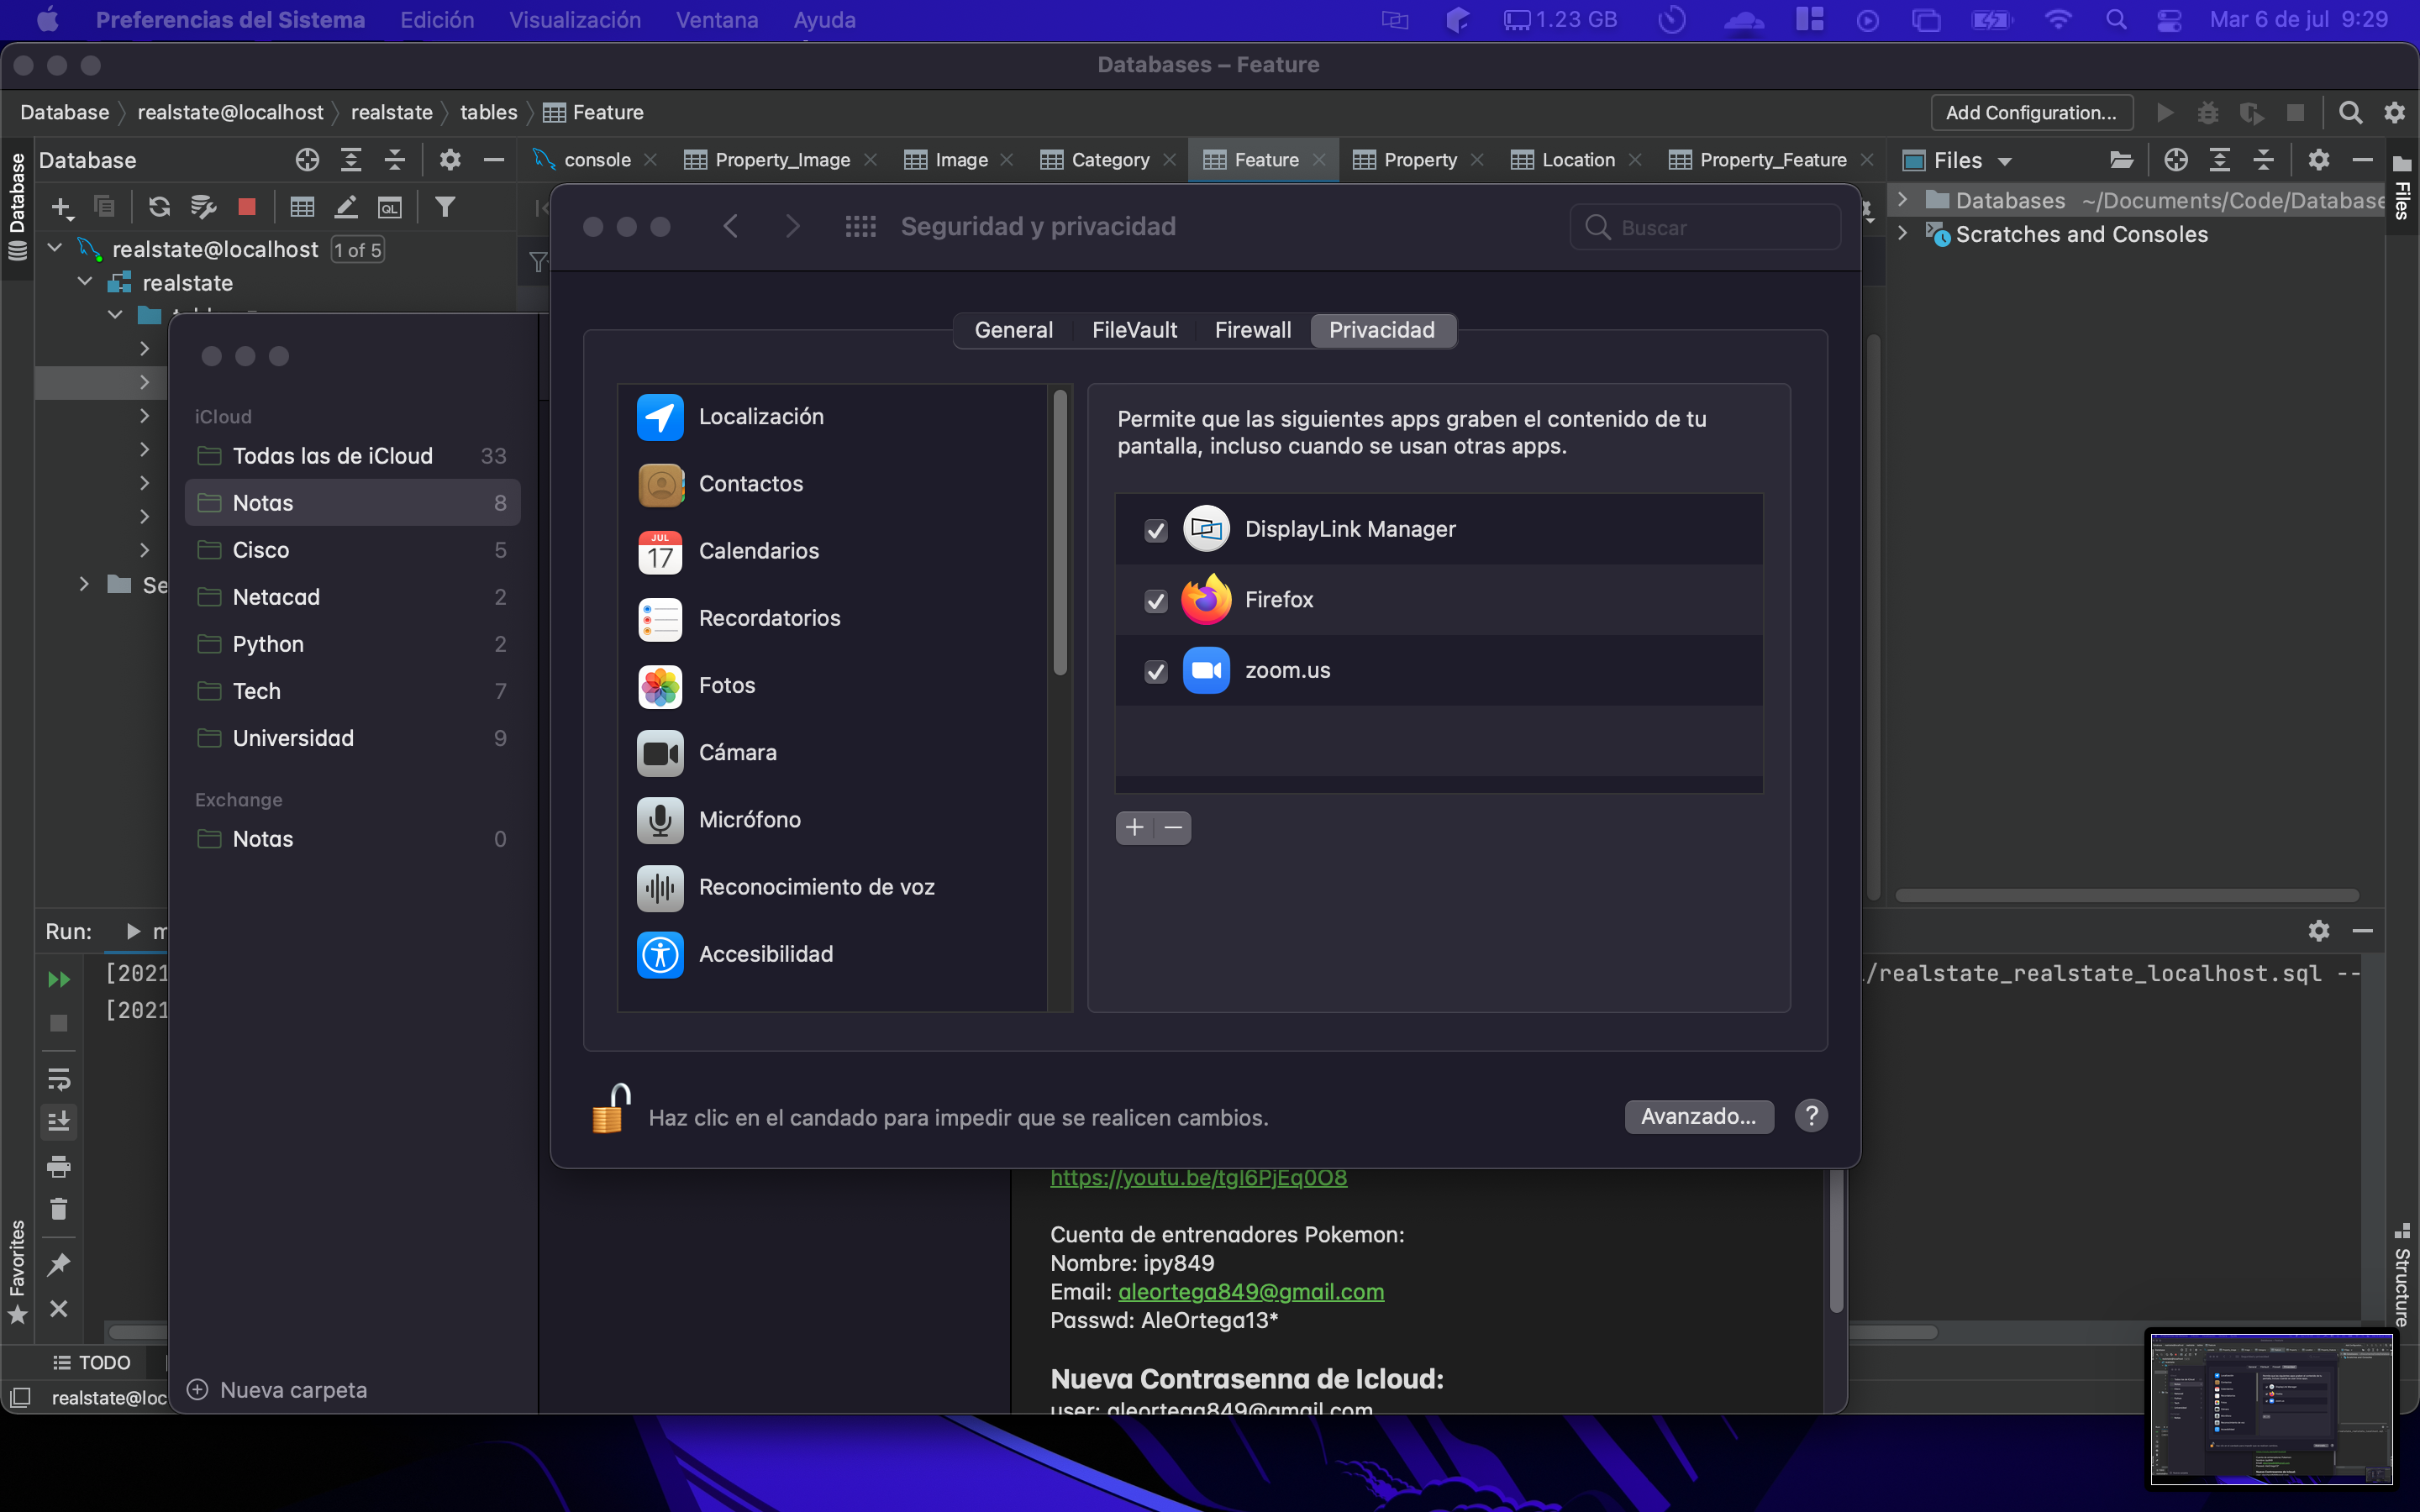 Preferencias del Sistema Edición Visualización Ventana Ayuda 1.23 GB Mar 6 de jul 9:29
Databases – Feature
Database realstate@localhost realstate tables Feature Add Configuration...
Database
Database
console Property_Image Image Category Feature Property Location Property_Feature
Files
Files
QL
realstate@localhost 1 of 5
realstate
Se
Databases ~/Documents/Code/Database
Scratches and Consoles
iCloud
Todas las de iCloud 33
Notas 8
Cisco 5
Netacad 2
Python 2
Tech 7
Universidad 9
Exchange
Notas 0
Nueva carpeta
Seguridad y privacidad Buscar
General FileVault Firewall Privacidad
Localización
Contactos
JUL
17
Calendarios
Recordatorios
Fotos
Cámara
Micrófono
Reconocimiento de voz
Accesibilidad
Permite que las siguientes apps graben el contenido de tu
pantalla, incluso cuando se usan otras apps.
DisplayLink Manager
Firefox
zoom.us
Haz clic en el candado para impedir que se realicen cambios.
Avanzado... ?
Run: m
[2021
[2021
/realstate_realstate_localhost.sql --
https://youtu.be/tgI6PjEq0O8
Cuenta de entrenadores Pokemon:
Nombre: ipy849
Email: aleortega849@gmail.com
Passwd: AleOrtega13*
Nueva Contrasenna de Icloud:
user: aleortega849@gmail.com
Favorites
Structure
TODO
realstate@loc